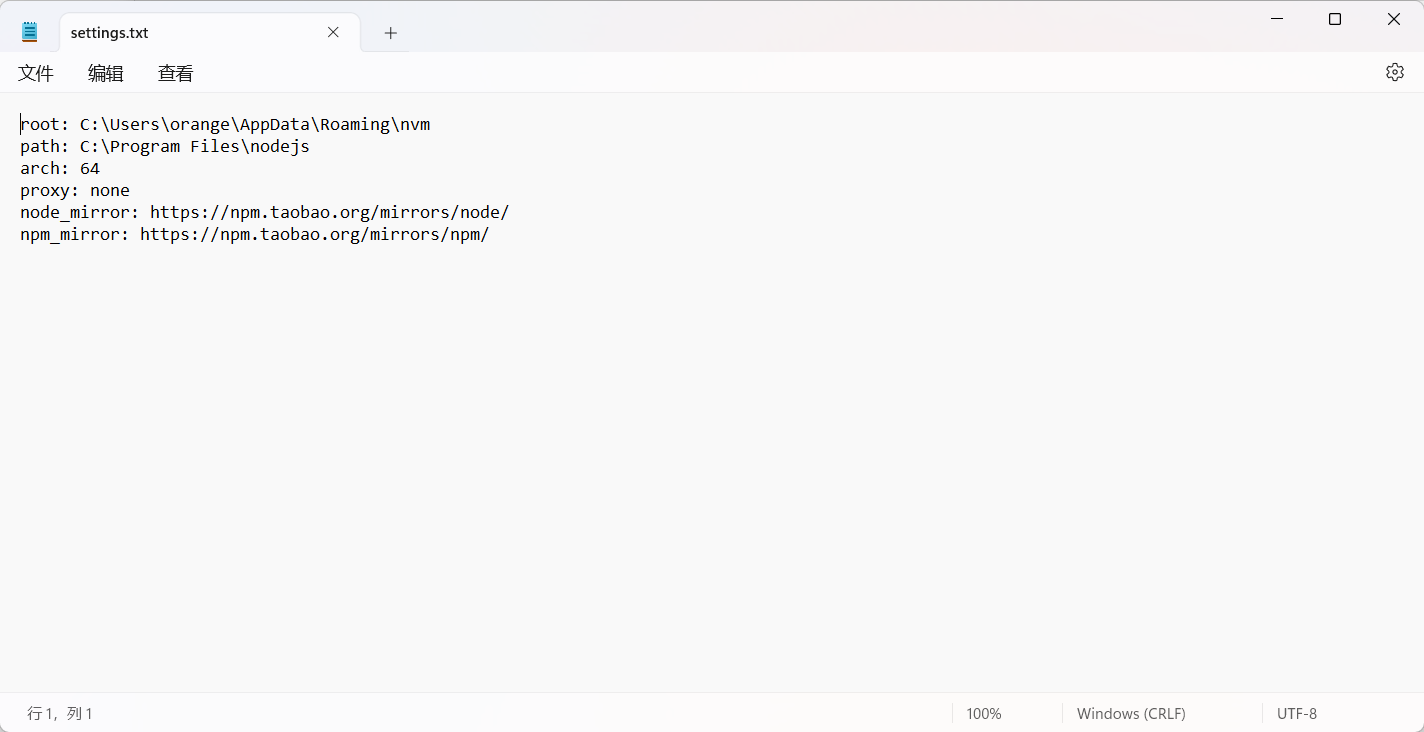 settings.txt
文件 编辑 查看
root: C:\Users\orange\AppData\Roaming\nvm
path: C:\Program Files\nodejs
arch: 64
proxy: none
node_mirror: https://npm.taobao.org/mirrors/node/
npm_mirror: https://npm.taobao.org/mirrors/npm/
行 1, 列 1 100% Windows (CRLF) UTF-8